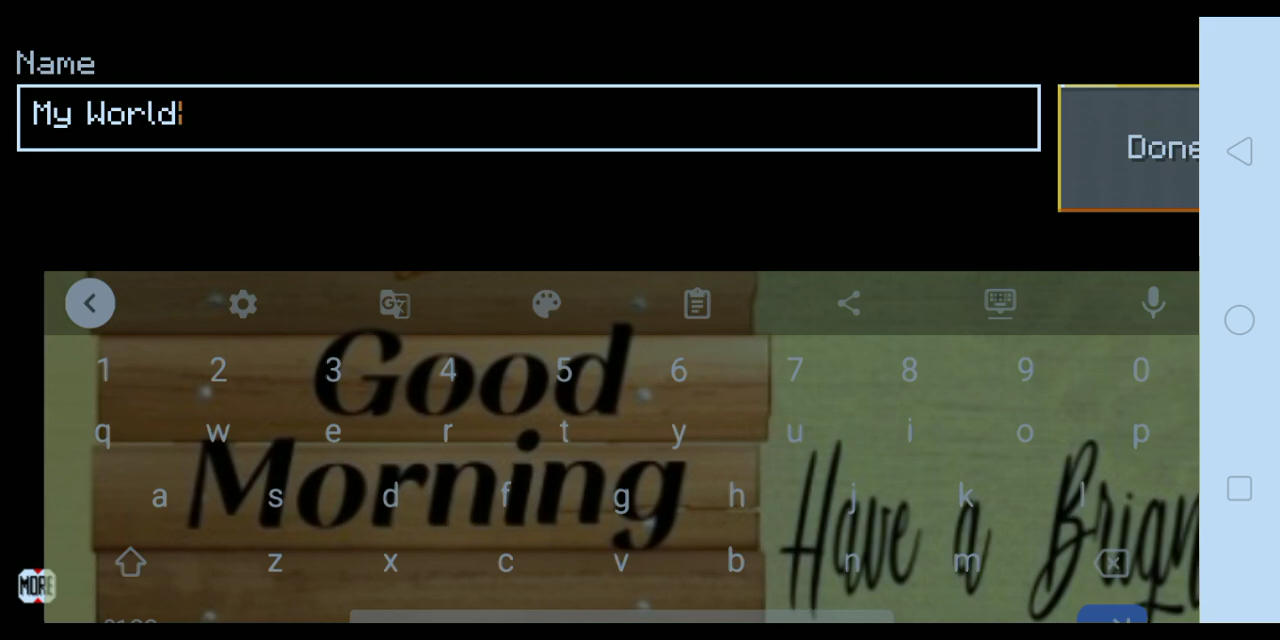 Name
My World
Done
1 2 3 4 5 6 7 8 9 0
q w e r t y u i o p
a s d f g h j k l
z x c v b n m
Good
Morning
Have a
MORE